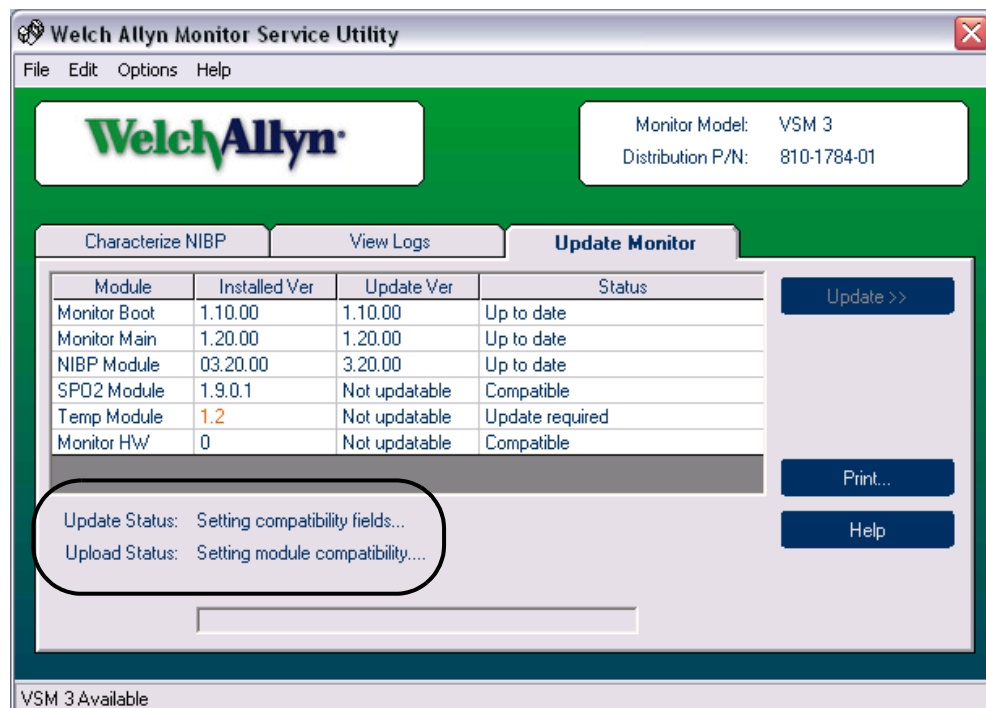 Welch Allyn Monitor Service Utility
File Edit Options Help
WelchAllyn
Monitor Model: VSM 3
Distribution P/N: 810-1784-01
Characterize NIBP View Logs Update Monitor
Module Installed Ver Update Ver Status
Monitor Boot 1.10.00 1.10.00 Up to date
Monitor Main 1.20.00 1.20.00 Up to date
NIBP Module 03.20.00 3.20.00 Up to date
SPO2 Module 1.9.0.1 Not updatable Compatible
Temp Module 1.2 Not updatable Update required
Monitor HW 0 Not updatable Compatible
Update >>
Print...
Help
Update Status: Setting compatibility fields...
Upload Status: Setting module compatibility....
VSM 3 Available